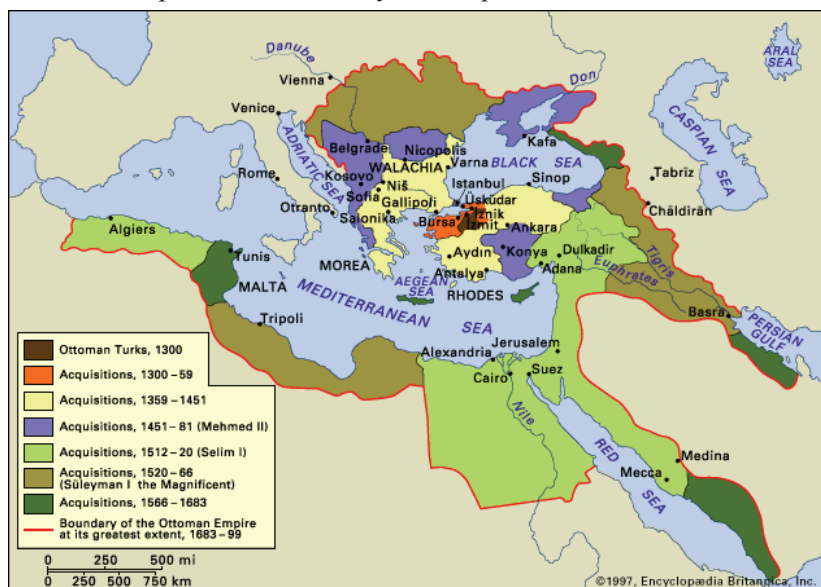 Danube
Vienna
Venice
ADRIATIC SEA
Rome
Otranto
Algiers
Tunis
MALTA
MEDITERRANEAN SEA
Tripoli
Belgrade
Nicopolis
WALACHIA
Varna
Kosovo
Niš
Sofia
Gallipoli
Salonika
MOREA
AEGEAN
SEA
RHODES
Istanbul
Üsküdar
İznik
İzmit
Bursa
Ankara
Aydın
Konya
Antalya
Adana
Dulkadir
Sinop
BLACK SEA
Kafa
Don
ARAL
SEA
CASPIAN
SEA
Tabrīz
Chāldirān
Tigris
Euphrates
Basra
PERSIAN
GULF
Alexandria
Jerusalem
Cairo
Suez
Nile
RED
SEA
Medina
Mecca
Ottoman Turks, 1300
Acquisitions, 1300–59
Acquisitions, 1359–1451
Acquisitions, 1451–81 (Mehmed II)
Acquisitions, 1512–20 (Selim I)
Acquisitions, 1520–66
(Süleyman I the Magnificent)
Acquisitions, 1566–1683
Boundary of the Ottoman Empire
at its greatest extent, 1683–99
0 250 500 mi
0 250 500 750 km
©1997, Encyclopædia Britannica, Inc.